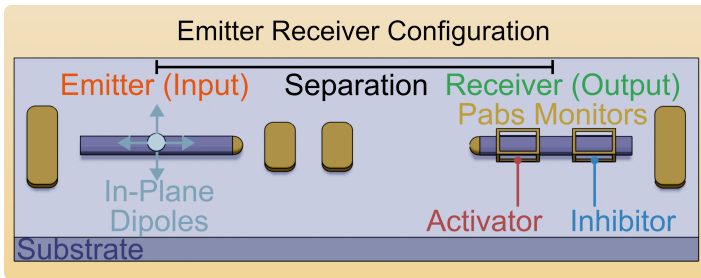 Emitter Receiver Configuration
Emitter (Input)
Separation
Receiver (Output)
Pabs Monitors
In-Plane
Dipoles
Activator
Inhibitor
Substrate